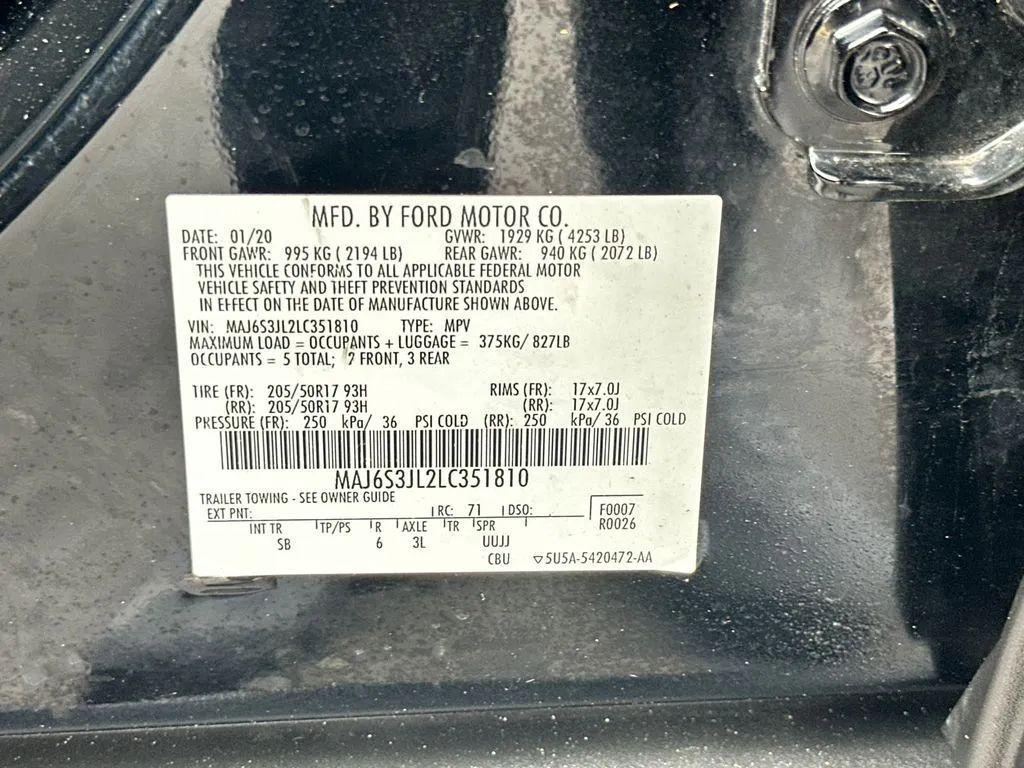 MFD. BY FORD MOTOR CO.
DATE: 01/20 GVWR: 1929 KG ( 4253 LB)
FRONT GAWR: 995 KG ( 2194 LB) REAR GAWR: 940 KG ( 2072 LB)
THIS VEHICLE CONFORMS TO ALL APPLICABLE FEDERAL MOTOR
VEHICLE SAFETY AND THEFT PREVENTION STANDARDS
IN EFFECT ON THE DATE OF MANUFACTURE SHOWN ABOVE.
VIN: MAJ6S3JL2LC351810 TYPE: MPV
MAXIMUM LOAD = OCCUPANTS + LUGGAGE = 375KG/ 827LB
OCCUPANTS = 5 TOTAL; 2 FRONT, 3 REAR
TIRE (FR): 205/50R17 93H RIMS (FR): 17x7.0J
(RR): 205/50R17 93H (RR): 17x7.0J
PRESSURE (FR): 250 kPa/ 36 PSI COLD (RR): 250 kPa/ 36 PSI COLD
MAJ6S3JL2LC351810
TRAILER TOWING - SEE OWNER GUIDE
EXT PNT: RC: 71 DSO: F0007
R0026
INT TR TP/PS R AXLE TR SPR
SB 6 3L UUJJ
CBU ▽5U5A-5420472-AA